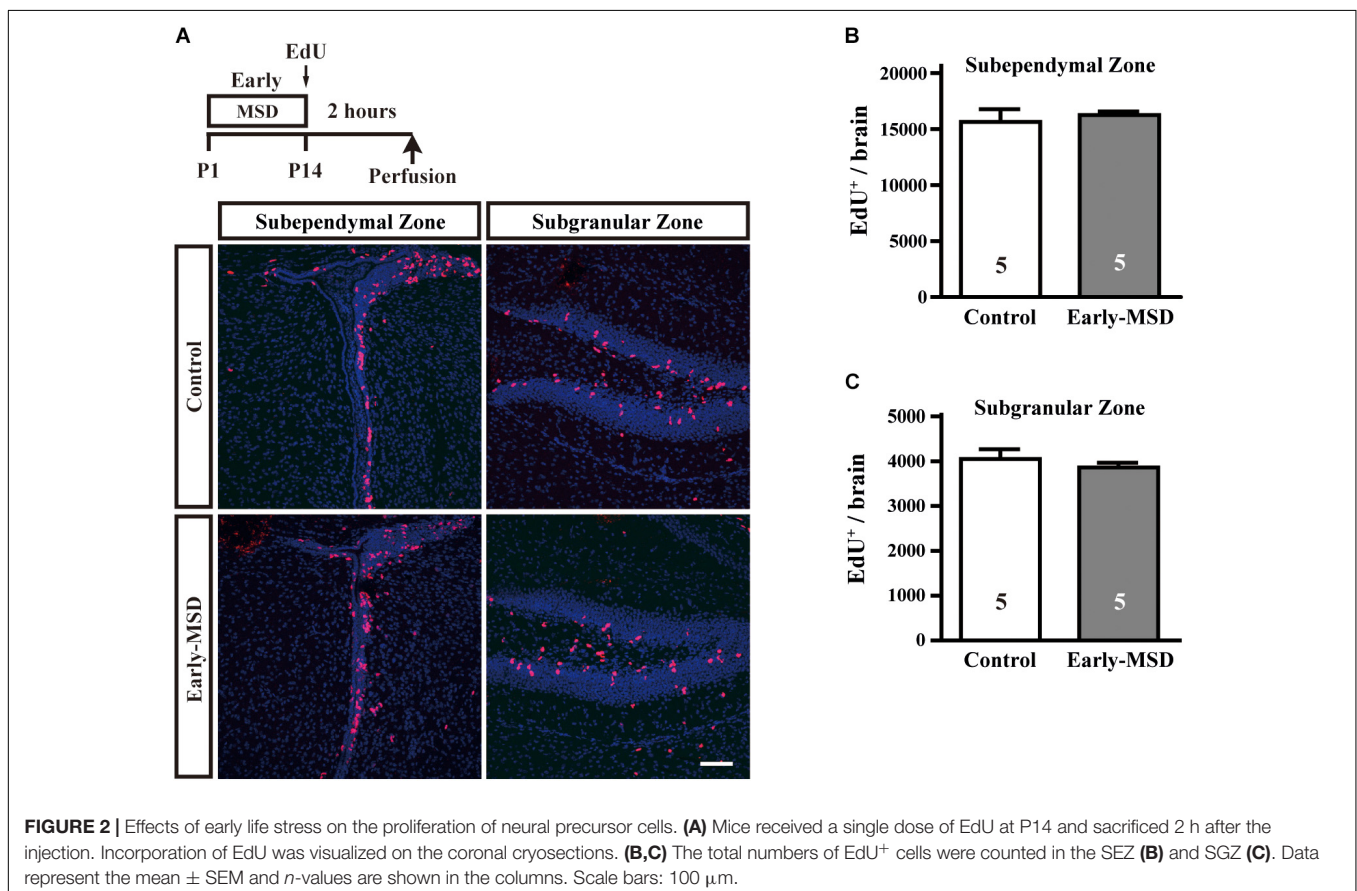 A
EdU
Early
MSD
2 hours
P1
P14
Perfusion
Subependymal Zone
Subgranular Zone
Control
Early-MSD
B
Subependymal Zone
EdU+ / brain
20000
15000
10000
5000
0
5
5
Control
Early-MSD
C
Subgranular Zone
EdU+ / brain
5000
4000
3000
2000
1000
0
5
5
Control
Early-MSD
FIGURE 2 | Effects of early life stress on the proliferation of neural precursor cells. (A) Mice received a single dose of EdU at P14 and sacrificed 2 h after the
injection. Incorporation of EdU was visualized on the coronal cryosections. (B,C) The total numbers of EdU+ cells were counted in the SEZ (B) and SGZ (C). Data
represent the mean ± SEM and n-values are shown in the columns. Scale bars: 100 μm.